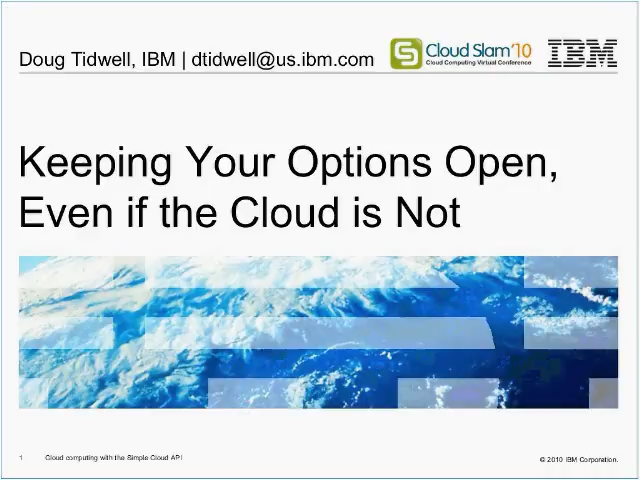 Doug Tidwell, IBM | dtidwell@us.ibm.com
S Cloud Slam'10
Cloud Computing Virtual Conference
IBM
Keeping Your Options Open,
Even if the Cloud is Not
1 Cloud computing with the Simple Cloud API
© 2010 IBM Corporation.